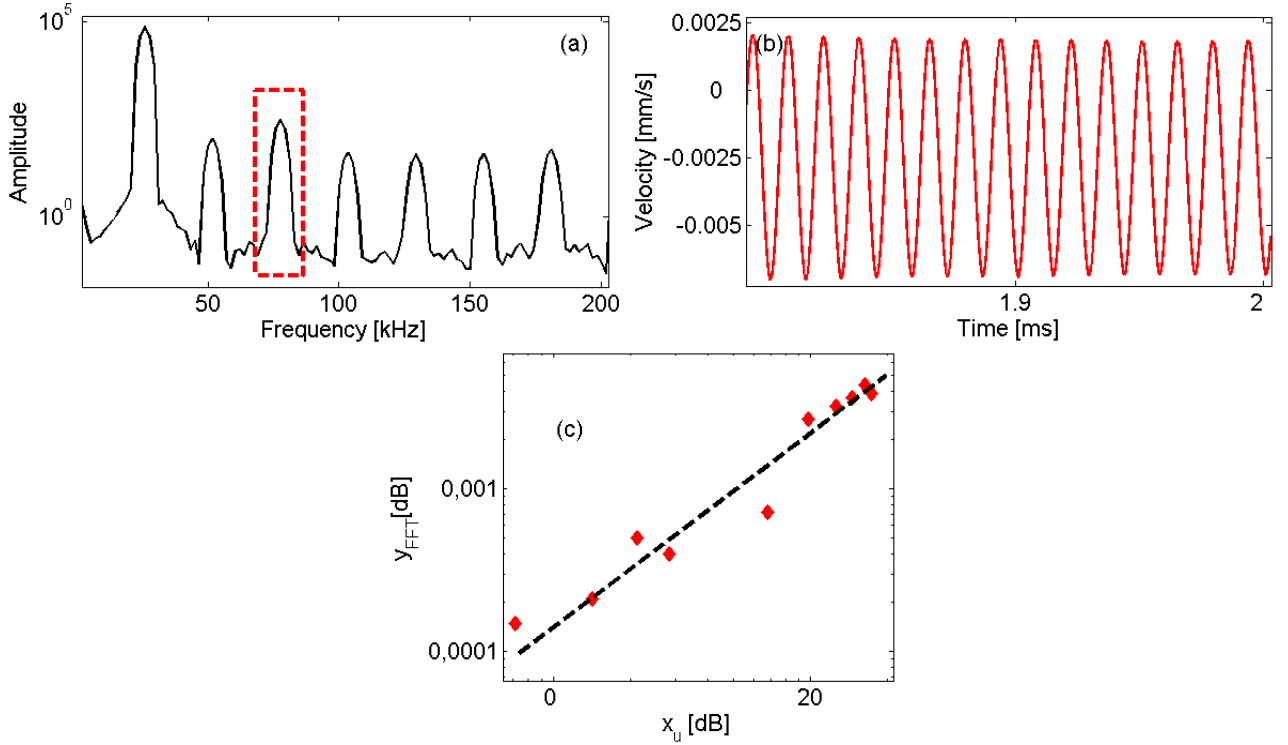 (a)
Amplitude
10^5
10^0
50
100
150
200
Frequency [kHz]
(b)
Velocity [mm/s]
0.0025
0
-0.0025
-0.005
1.9
2
Time [ms]
(c)
y_FFT[dB]
0,001
0,0001
0
20
x_u [dB]